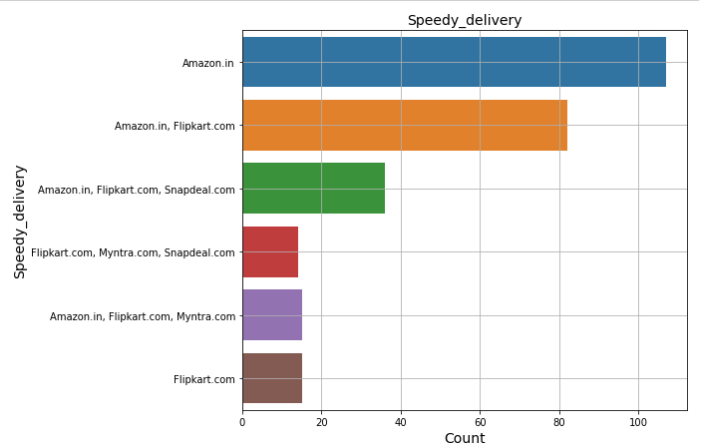 Speedy_delivery
Amazon.in
Amazon.in, Flipkart.com
Amazon.in, Flipkart.com, Snapdeal.com
Flipkart.com, Myntra.com, Snapdeal.com
Amazon.in, Flipkart.com, Myntra.com
Flipkart.com
Speedy_delivery
0 20 40 60 80 100
Count